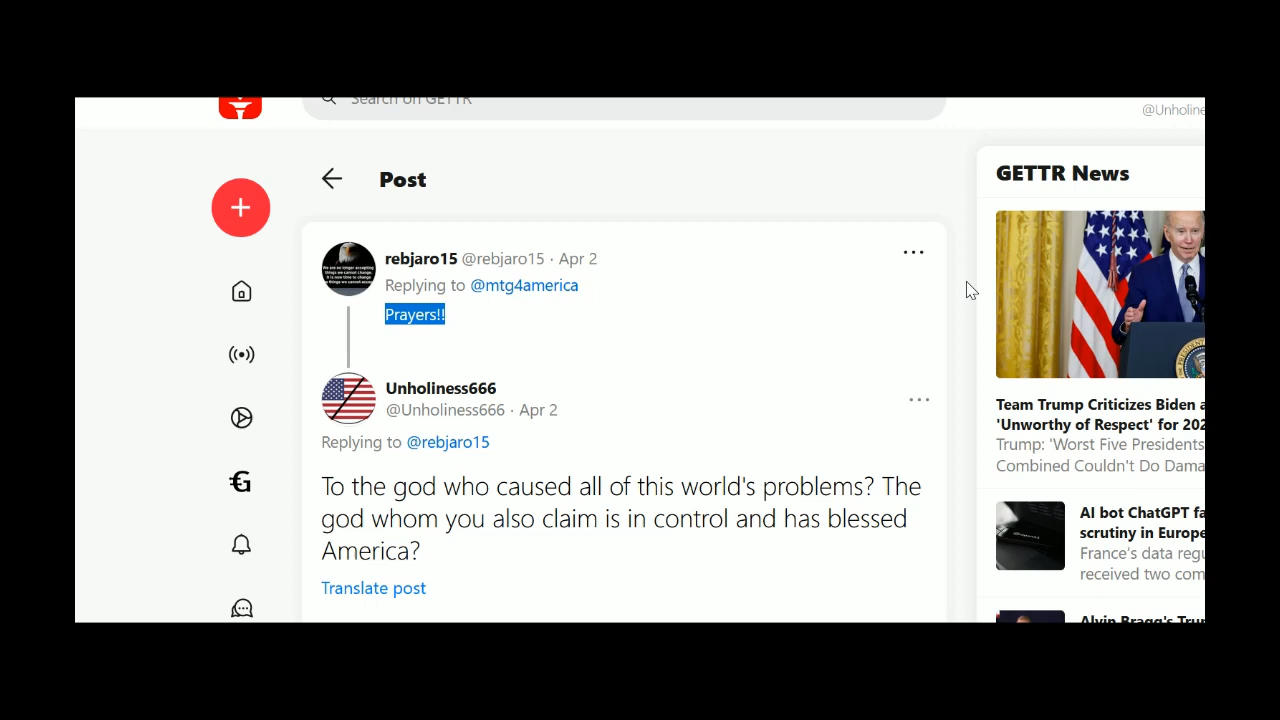 Search on GETTR
@Unholine
Post
rebjaro15 @rebjaro15 · Apr 2
Replying to @mtg4america
Prayers!!
Unholiness666
@Unholiness666 · Apr 2
Replying to @rebjaro15
To the god who caused all of this world's problems? The
god whom you also claim is in control and has blessed
America?
Translate post
GETTR News
Team Trump Criticizes Biden a
'Unworthy of Respect' for 202
Trump: 'Worst Five Presidents
Combined Couldn't Do Dama
AI bot ChatGPT fa
scrutiny in Europe
France's data regu
received two com
Alvin Bragg's Tru